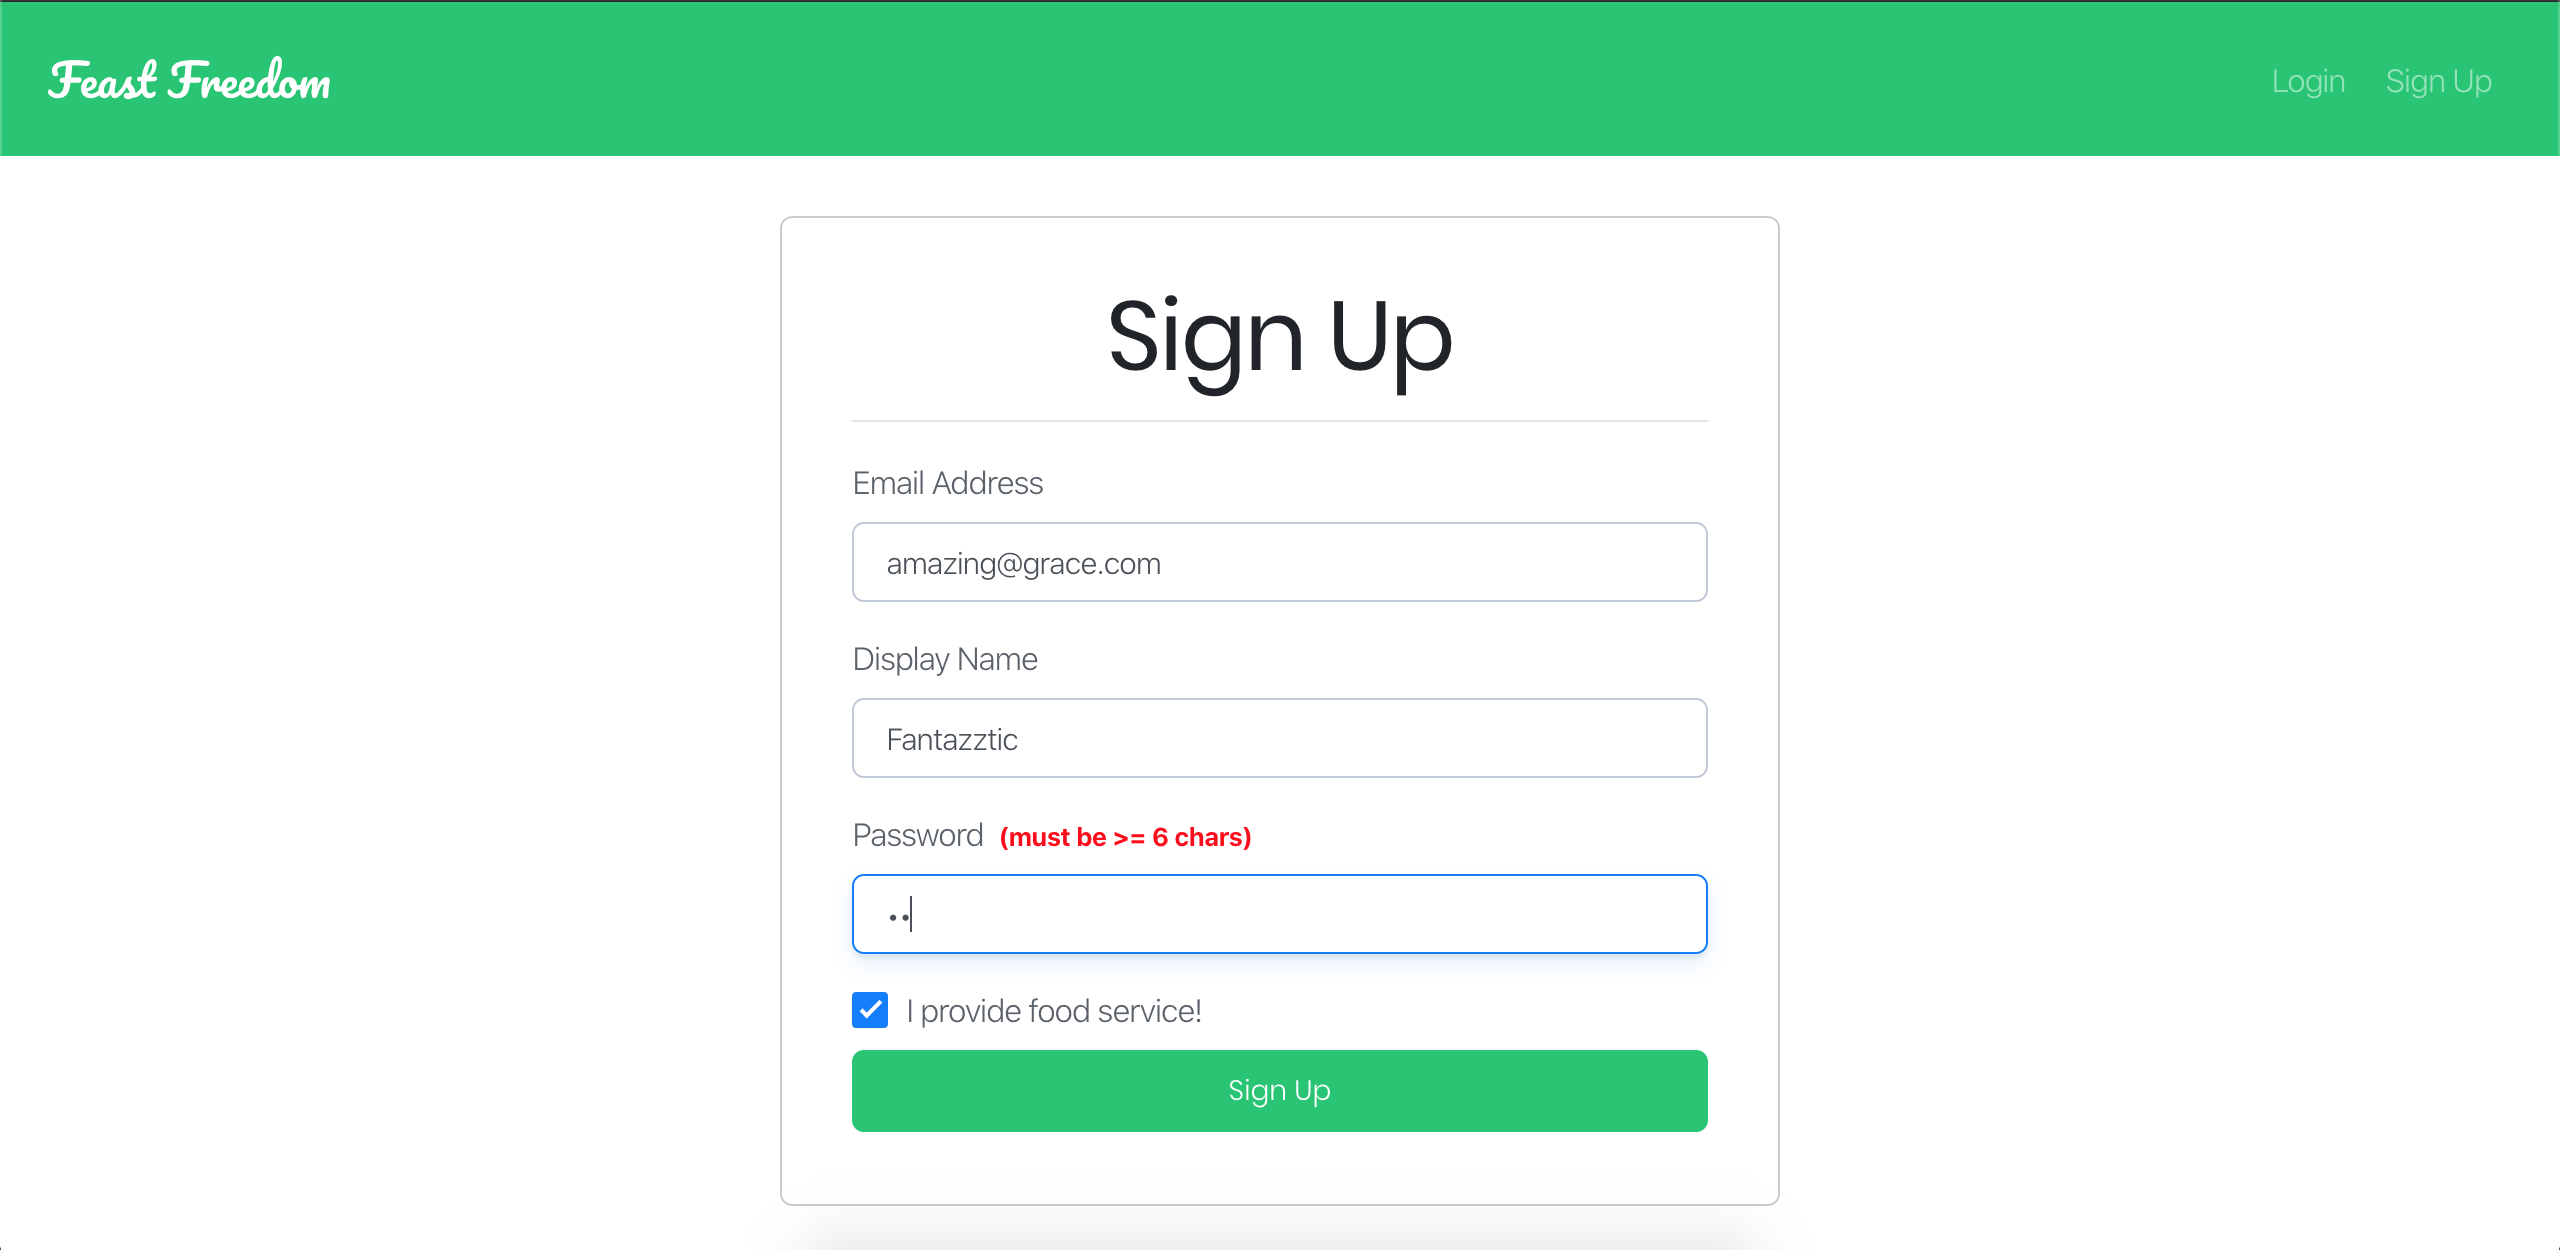 Feast Freedom
Login Sign Up
Sign Up
Email Address
amazing@grace.com
Display Name
Fantazztic
Password (must be >= 6 chars)
••
I provide food service!
Sign Up